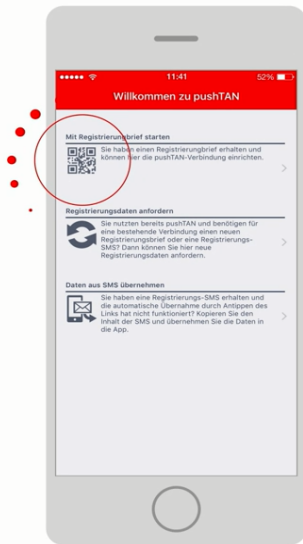 11:41
52%
Willkommen zu pushTAN
Mit Registrierungbrief starten
Sie haben einen Registrierungbrief erhalten und
können hier die pushTAN-Verbindung einrichten.
Registrierungsdaten anfordern
Sie nutzten bereits pushTAN und benötigen für
eine bestehende Verbindung einen neuen
Registrierungsbrief oder eine Registrierungs-
SMS? Dann können Sie hier neue
Registrierungsdaten anfordern.
Daten aus SMS übernehmen
Sie haben eine Registrierungs-SMS erhalten und
die automatische Übernahme durch Antippen des
Links hat nicht funktioniert? Kopieren Sie den
Inhalt der SMS und übernehmen Sie die Daten in
die App.